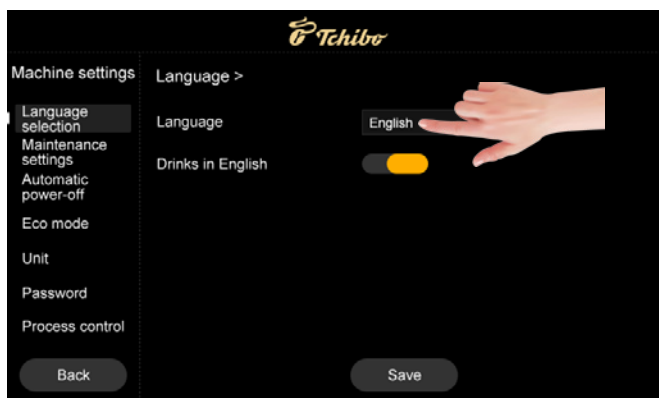 Tchibo
Machine settings
Language >
Language
selection
Language
English
Maintenance
settings
Drinks in English
Automatic
power-off
Eco mode
Unit
Password
Process control
Back
Save